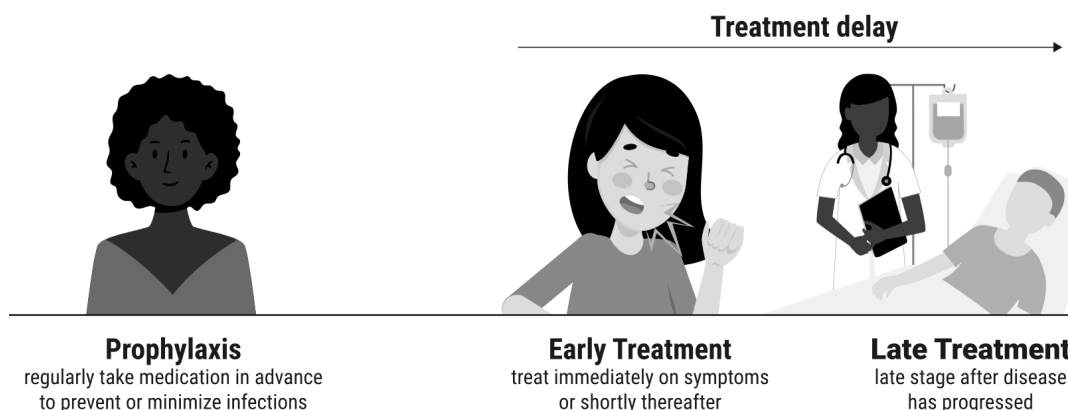 Treatment delay
Prophylaxis
regularly take medication in advance
to prevent or minimize infections
Early Treatment
treat immediately on symptoms
or shortly thereafter
Late Treatment
late stage after disease
has progressed